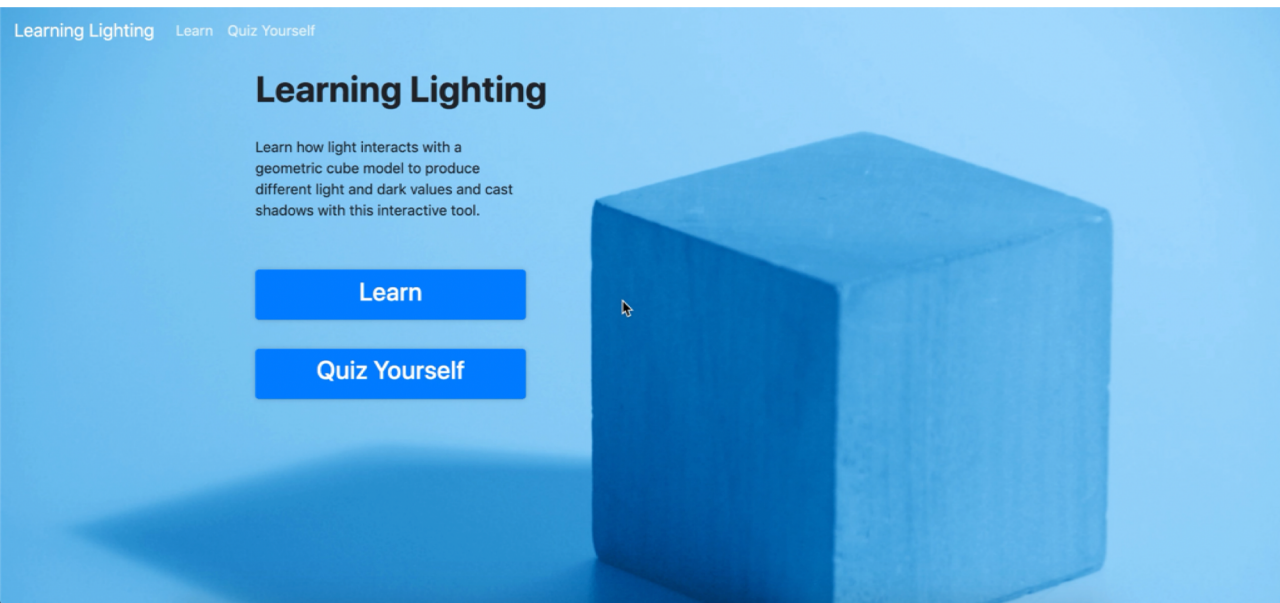 Learning Lighting Learn Quiz Yourself
Learning Lighting
Learn how light interacts with a
geometric cube model to produce
different light and dark values and cast
shadows with this interactive tool.
Learn
Quiz Yourself